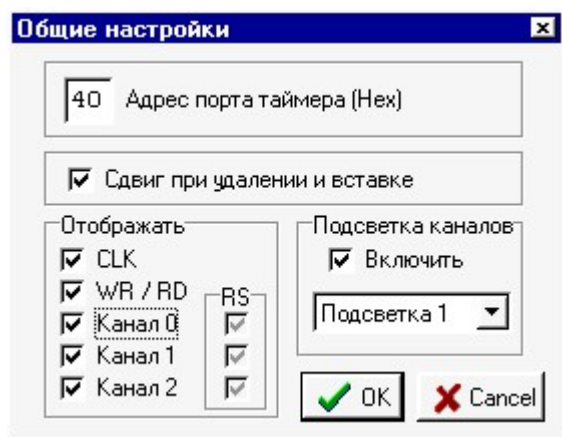 Общие настройки
40 Адрес порта таймера (Hex)
Сдвиг при удалении и вставке
Отображать
CLK
WR / RD
RS
Канал 0
Канал 1
Канал 2
Подсветка каналов
Включить
Подсветка 1
OK
Cancel